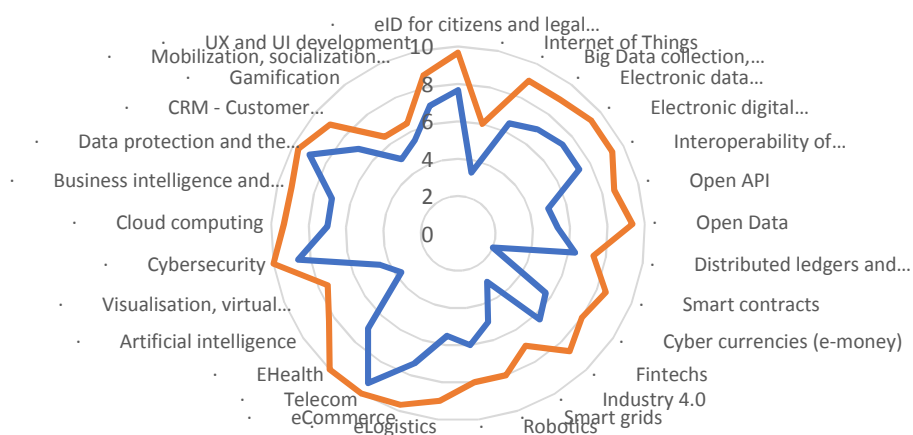 · eID for citizens and legal...
· Internet of Things
· Big Data collection,...
· Electronic data...
· Electronic digital...
· Interoperability of...
· Open API
· Open Data
· Distributed ledgers and...
· Smart contracts
· Cyber currencies (e-money)
· Fintechs
· Industry 4.0
· Smart grids
· Robotics
· eLogistics
· eCommerce
· Telecom
· EHealth
· Artificial intelligence
· Visualisation, virtual...
· Cybersecurity
· Cloud computing
· Business intelligence and...
· Data protection and the...
· CRM - Customer...
· Gamification
· Mobilization, socialization...
· UX and UI development
10
8
6
4
2
0